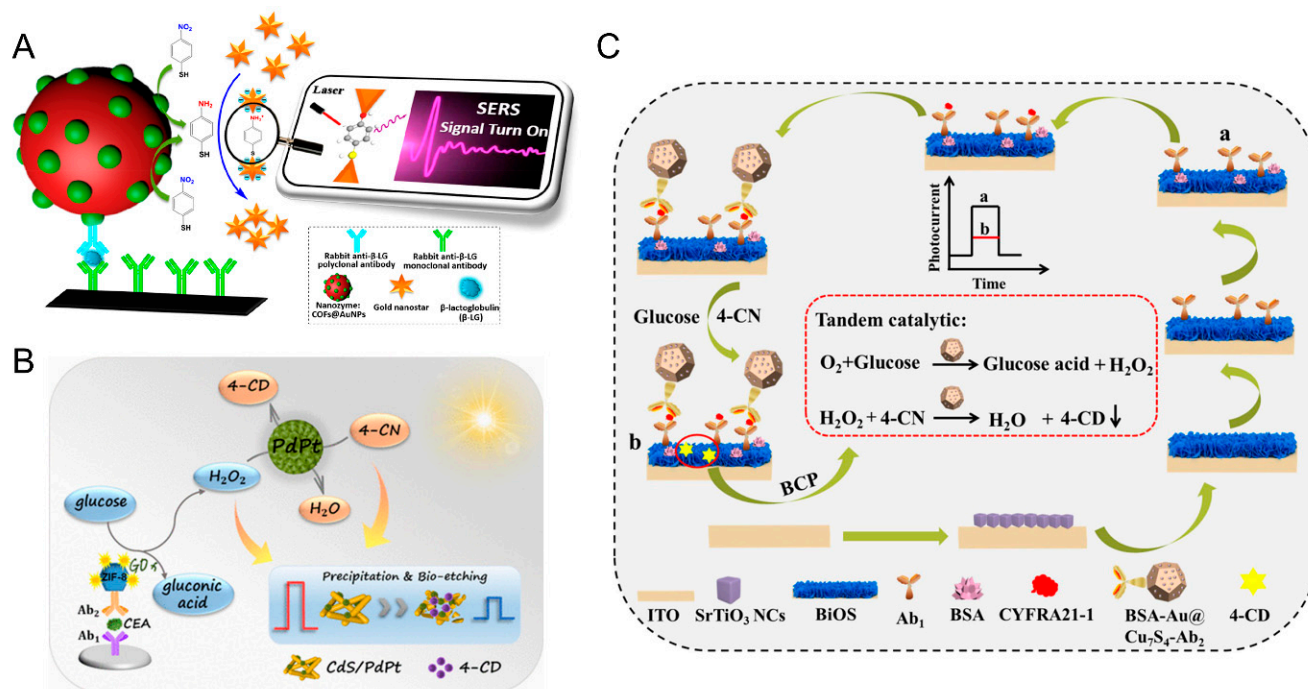 A
NO₂
SH
NH₂
SH
NO₂
SH
NH₃⁺
S
Laser
SERS
Signal Turn On
Rabbit anti-β-LG
polyclonal antibody
Rabbit anti-β-LG
monoclonal antibody
Nanozyme:
COFs@AuNPs
Gold nanostar
β-lactoglobulin
(β-LG)
B
4-CD
PdPt
4-CN
H₂O₂
H₂O
glucose
GDx
gluconic
acid
ZIF-8
Ab₂
CEA
Ab₁
Precipitation & Bio-etching
CdS/PdPt
4-CD
C
a
Photocurrent
a
b
Time
Glucose
4-CN
Tandem catalytic:
O₂+Glucose
Glucose acid + H₂O₂
H₂O₂ + 4-CN
H₂O + 4-CD↓
b
BCP
ITO
SrTiO₃ NCs
BiOS
Ab₁
BSA
CYFRA21-1
BSA-Au@
Cu₇S₄-Ab₂
4-CD